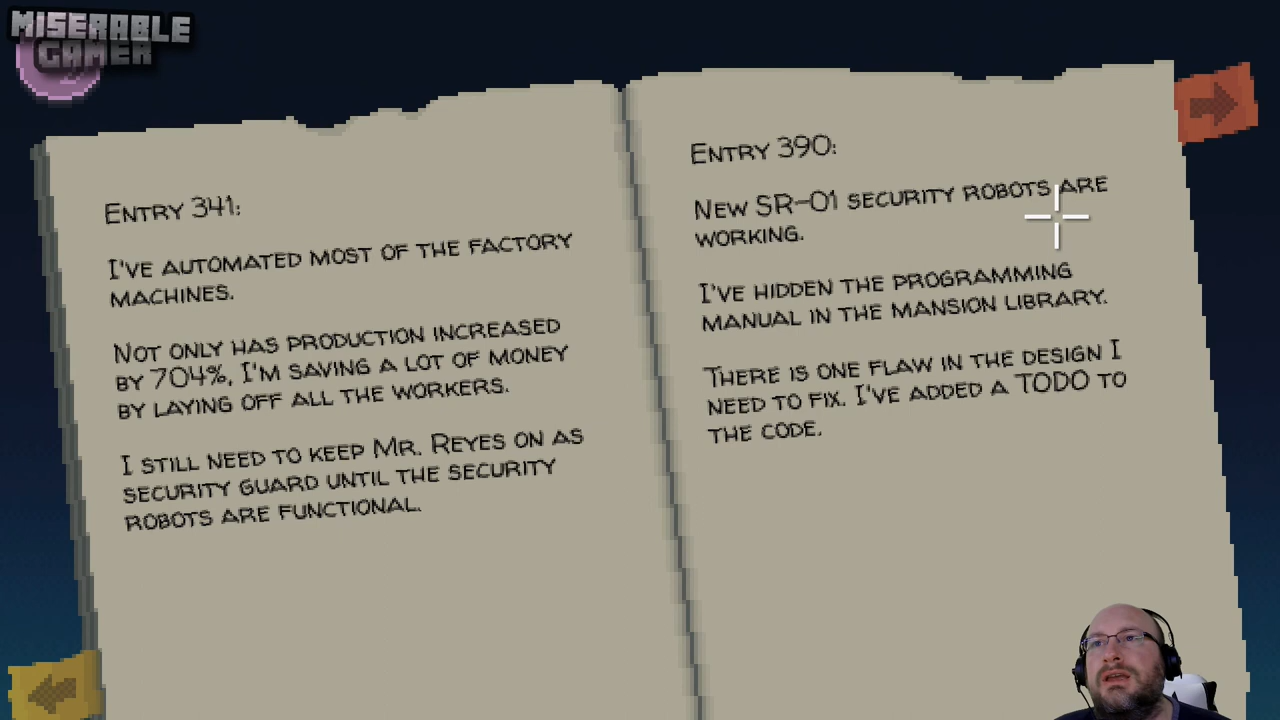 MISERABLE
GAMER
ENTRY 341:
I'VE AUTOMATED MOST OF THE FACTORY
MACHINES.
NOT ONLY HAS PRODUCTION INCREASED
BY 704%, I'M SAVING A LOT OF MONEY
BY LAYING OFF ALL THE WORKERS.
I STILL NEED TO KEEP MR. REYES ON AS
SECURITY GUARD UNTIL THE SECURITY
ROBOTS ARE FUNCTIONAL.
ENTRY 390:
NEW SR-01 SECURITY ROBOTS ARE
WORKING.
I'VE HIDDEN THE PROGRAMMING
MANUAL IN THE MANSION LIBRARY.
THERE IS ONE FLAW IN THE DESIGN I
NEED TO FIX. I'VE ADDED A TODO TO
THE CODE.